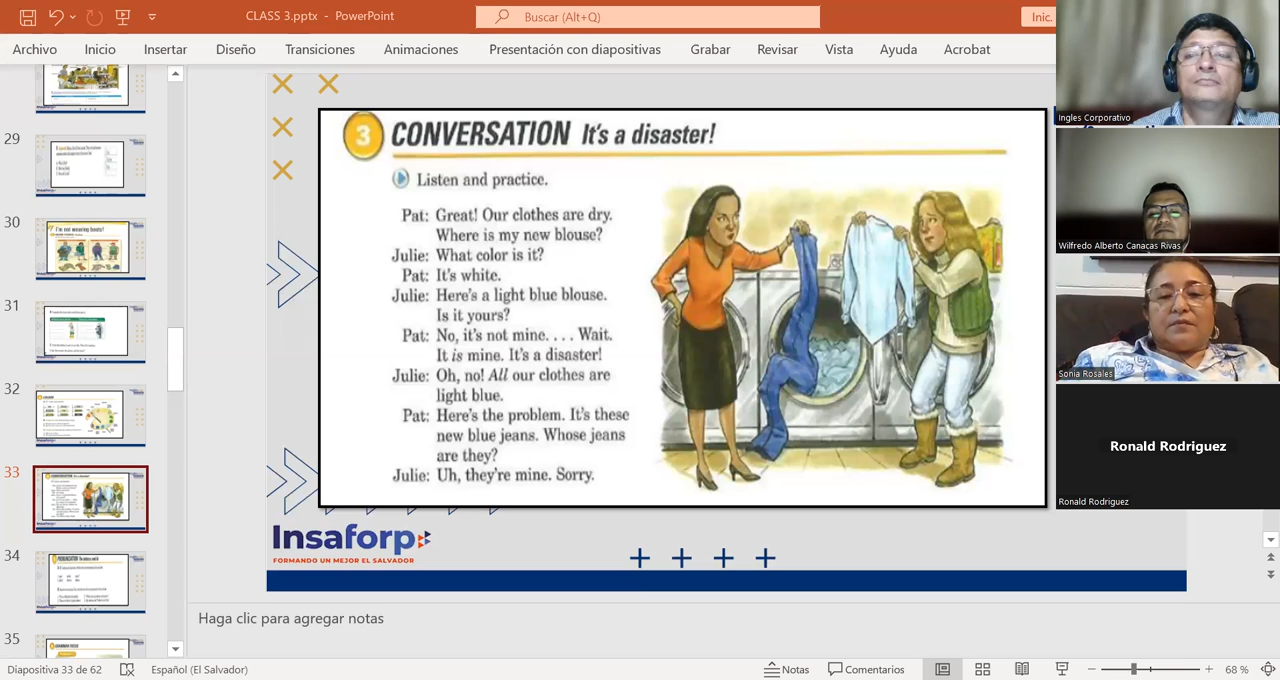 CLASS 3.pptx - PowerPoint
Buscar (Alt+Q)
Inic.
Archivo Inicio Insertar Diseño Transiciones Animaciones Presentación con diapositivas Grabar Revisar Vista Ayuda Acrobat
29
30
31
32
33
34
35
3 CONVERSATION It's a disaster!
Listen and practice.
Pat: Great! Our clothes are dry.
Where is my new blouse?
Julie: What color is it?
Pat: It's white.
Julie: Here's a light blue blouse.
Is it yours?
Pat: No, it's not mine. . . . Wait.
It is mine. It's a disaster!
Julie: Oh, no! All our clothes are
light blue.
Pat: Here's the problem. It's these
new blue jeans. Whose jeans
are they?
Julie: Uh, they're mine. Sorry.
Insaforp
FORMANDO UN MEJOR EL SALVADOR
Ingles Corporativo
Wilfredo Alberto Canacas Rivas
Sonia Rosales
Ronald Rodriguez
Ronald Rodriguez
Haga clic para agregar notas
Diapositiva 33 de 62 Español (El Salvador) Notas Comentarios 68 %